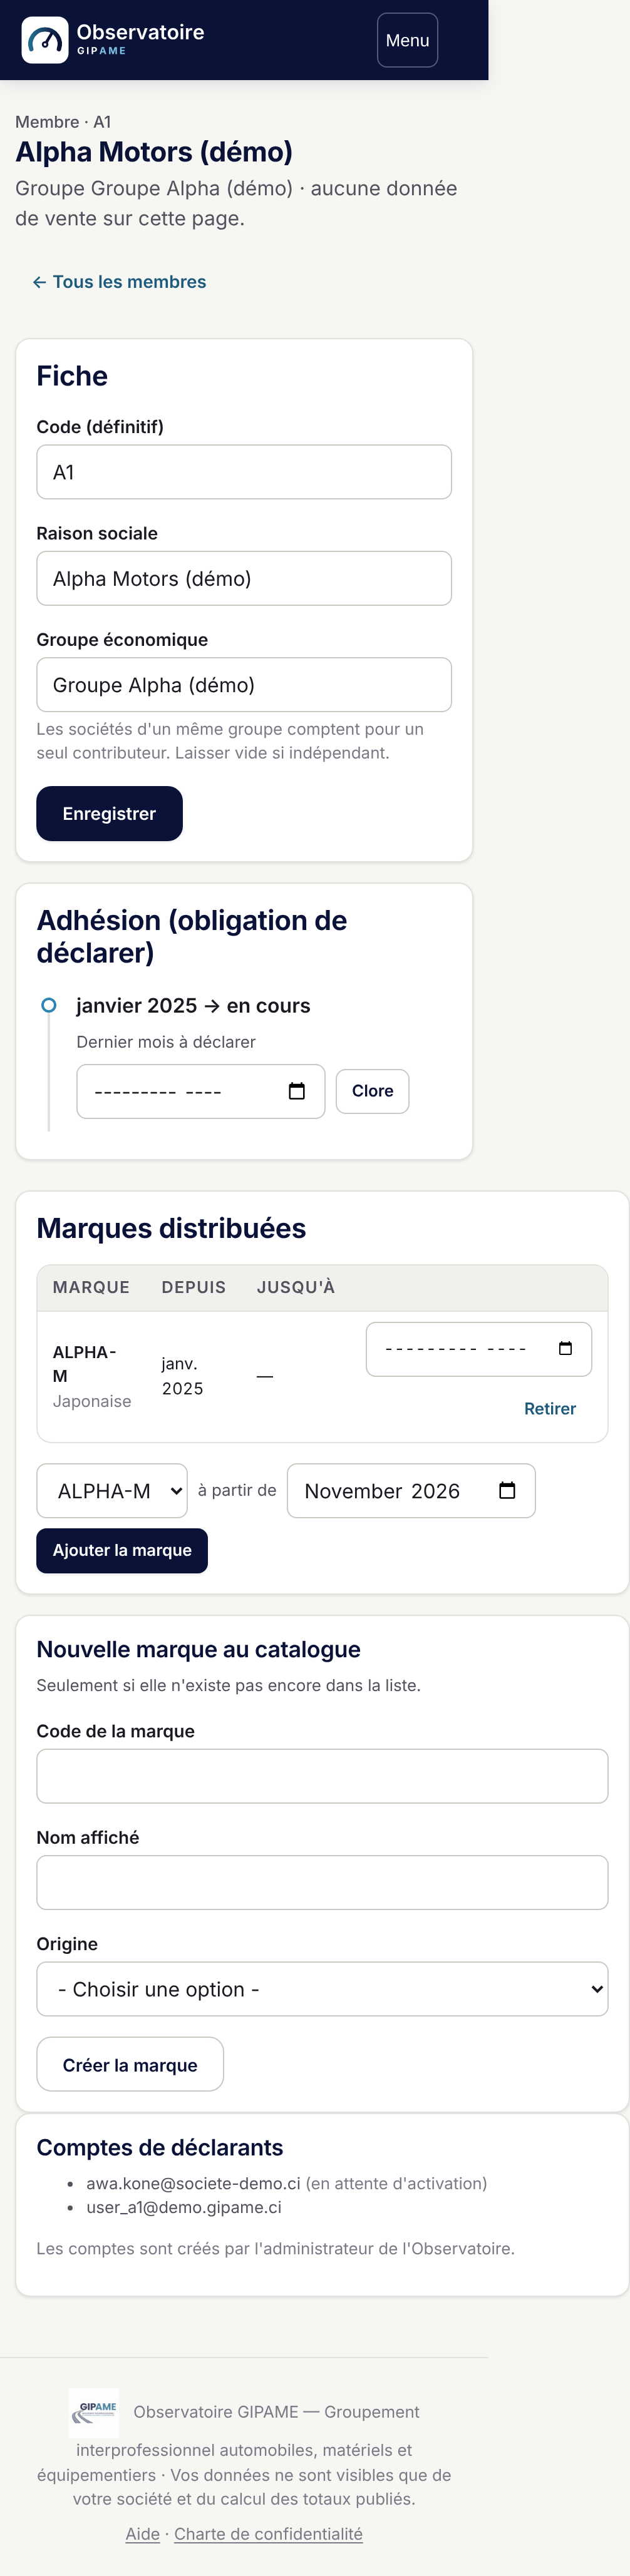 Observatoire
GIPAME
Menu
Membre · A1
Alpha Motors (démo)
Groupe Groupe Alpha (démo) · aucune donnée
de vente sur cette page.
← Tous les membres
Fiche
Code (définitif)
A1
Raison sociale
Alpha Motors (démo)
Groupe économique
Groupe Alpha (démo)
Les sociétés d'un même groupe comptent pour un
seul contributeur. Laisser vide si indépendant.
Enregistrer
Adhésion (obligation de
déclarer)
janvier 2025 → en cours
Dernier mois à déclarer
--------- ----
Clore
Marques distribuées
MARQUE DEPUIS JUSQU'À
ALPHA-
M
Japonaise
janv.
2025
—
--------- ----
Retirer
ALPHA-M à partir de November 2026
Ajouter la marque
Nouvelle marque au catalogue
Seulement si elle n'existe pas encore dans la liste.
Code de la marque
Nom affiché
Origine
- Choisir une option -
Créer la marque
Comptes de déclarants
• awa.kone@societe-demo.ci (en attente d'activation)
• user_a1@demo.gipame.ci
Les comptes sont créés par l'administrateur de l'Observatoire.
GIPAME
Observatoire GIPAME — Groupement
interprofessionnel automobiles, matériels et
équipementiers · Vos données ne sont visibles que de
votre société et du calcul des totaux publiés.
Aide · Charte de confidentialité